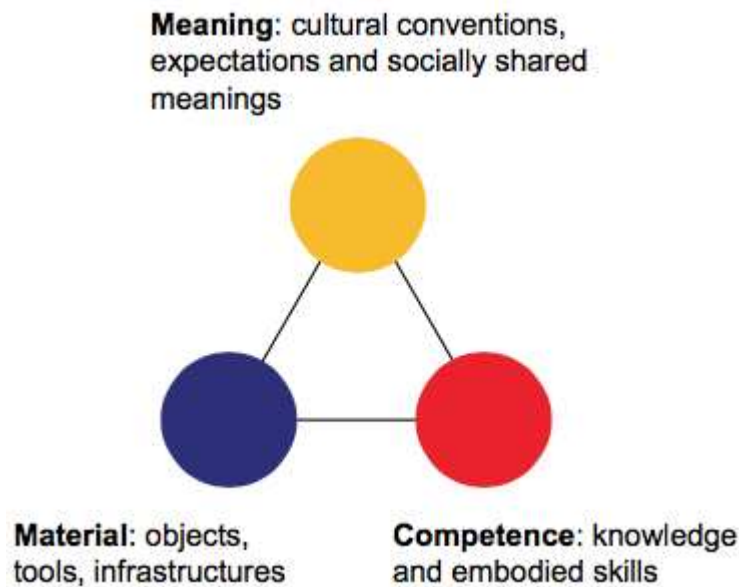 Meaning: cultural conventions,
expectations and socially shared
meanings
Material: objects,
tools, infrastructures
Competence: knowledge
and embodied skills